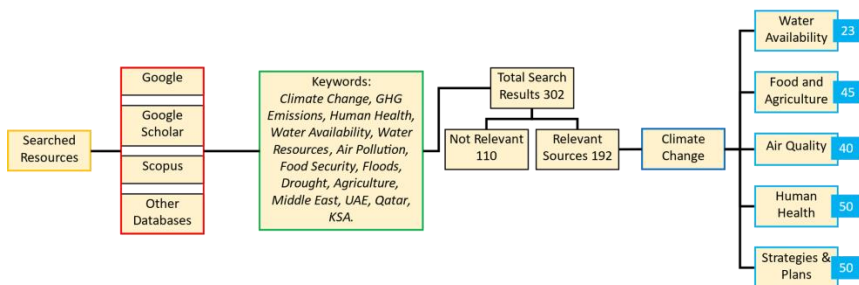 Searched
Resources
Google
Google
Scholar
Scopus
Other
Databases
Keywords:
Climate Change, GHG
Emissions, Human Health,
Water Availability, Water
Resources, Air Pollution,
Food Security, Floods,
Drought, Agriculture,
Middle East, UAE, Qatar,
KSA.
Total Search
Results 302
Not Relevant
110
Relevant
Sources 192
Climate
Change
Water
Availability
23
Food and
Agriculture
45
Air Quality
40
Human
Health
50
Strategies &
Plans
50